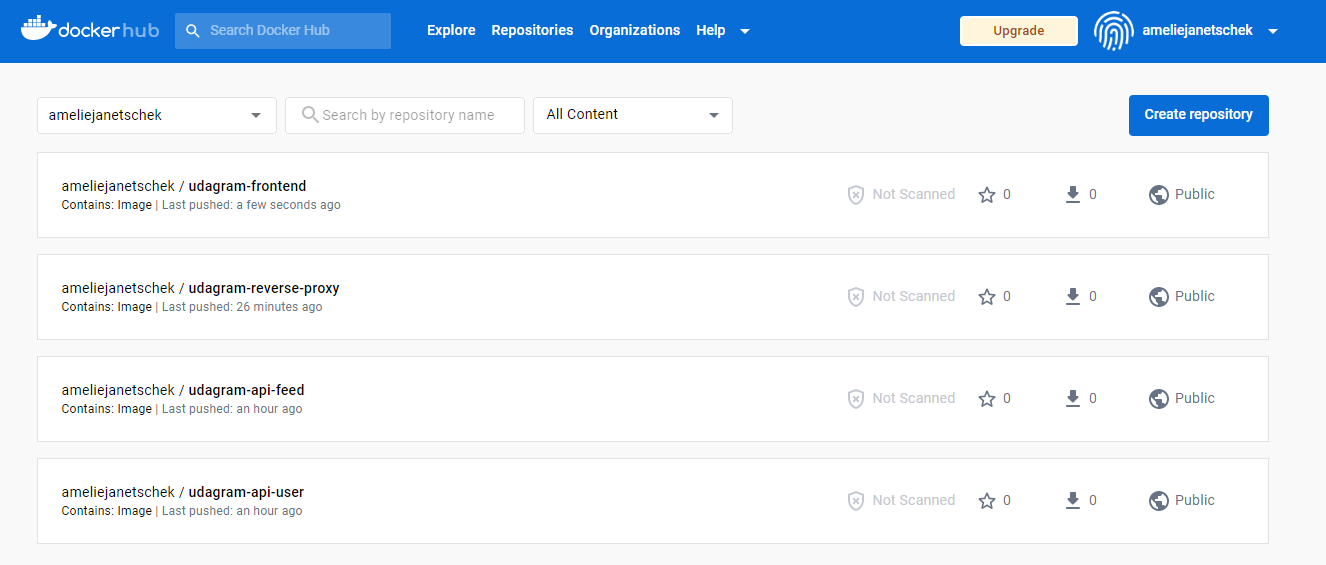 dockerhub Search Docker Hub Explore Repositories Organizations Help Upgrade ameliejanetschek
ameliejanetschek Search by repository name All Content Create repository
ameliejanetschek / udagram-frontend
Contains: Image | Last pushed: a few seconds ago
Not Scanned 0 0 Public
ameliejanetschek / udagram-reverse-proxy
Contains: Image | Last pushed: 26 minutes ago
Not Scanned 0 0 Public
ameliejanetschek / udagram-api-feed
Contains: Image | Last pushed: an hour ago
Not Scanned 0 0 Public
ameliejanetschek / udagram-api-user
Contains: Image | Last pushed: an hour ago
Not Scanned 0 0 Public